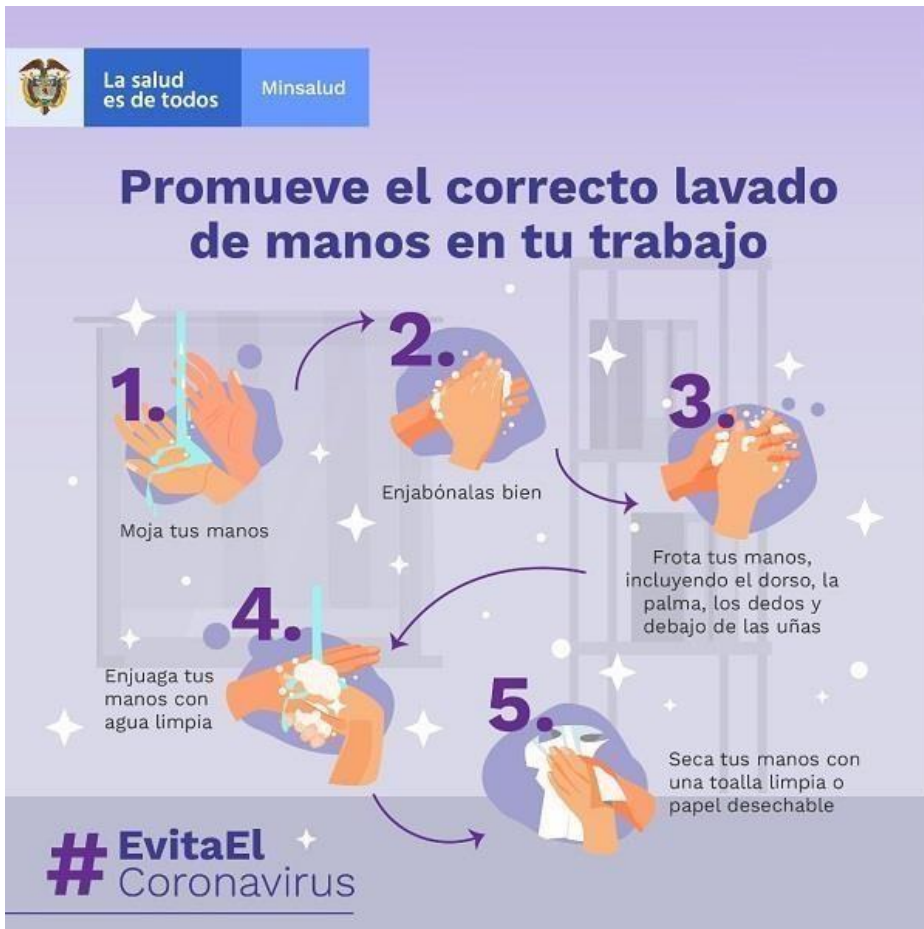 La salud
es de todos
Minsalud
Promueve el correcto lavado
de manos en tu trabajo
1.
Moja tus manos
2.
Enjabónalas bien
3.
Frota tus manos,
incluyendo el dorso, la
palma, los dedos y
debajo de las uñas
4.
Enjuaga tus
manos con
agua limpia
5.
Seca tus manos con
una toalla limpia o
papel desechable
# EvitaEl
Coronavirus